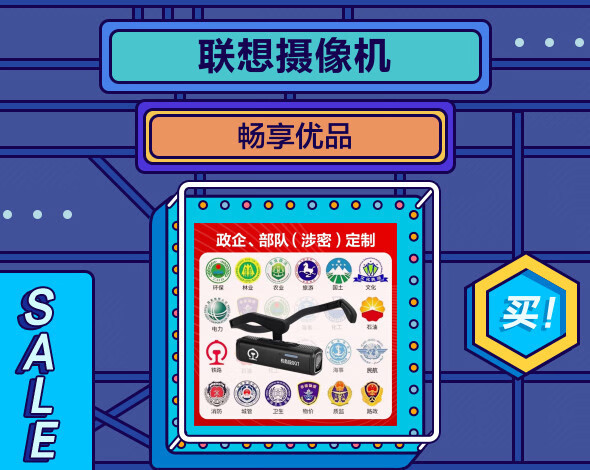 联想摄像机
畅享优品
政企、部队（涉密）定制
环保 林业 农业 旅游 国土 文化
电力 石油
铁路 海事 民航
消防 城管 卫生 物价 质监 路政
SALE
买！